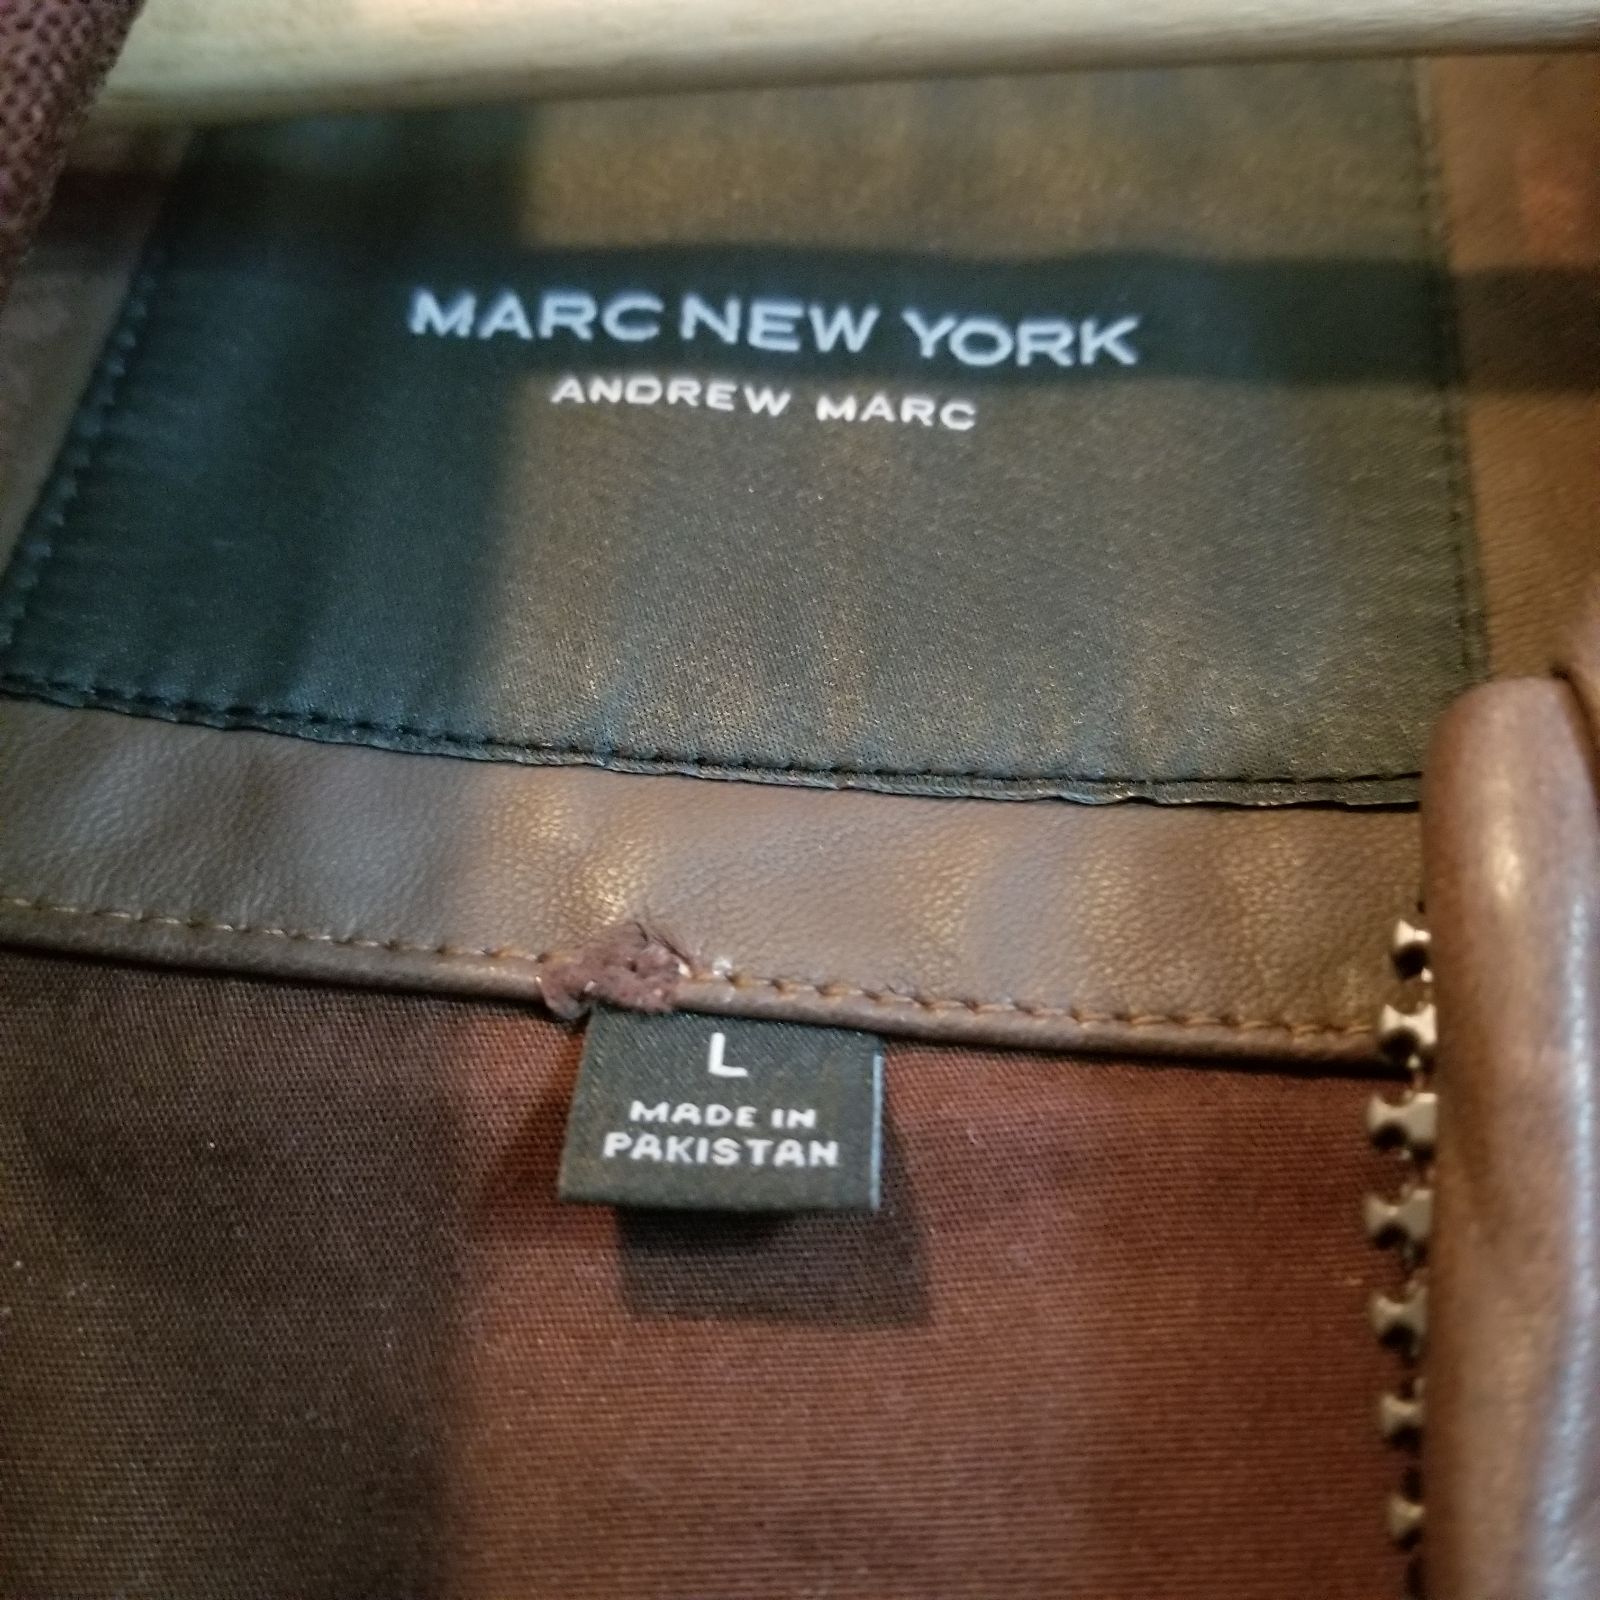 MARC NEW YORK
ANDREW MARC
L
MADE IN
PAKISTAN